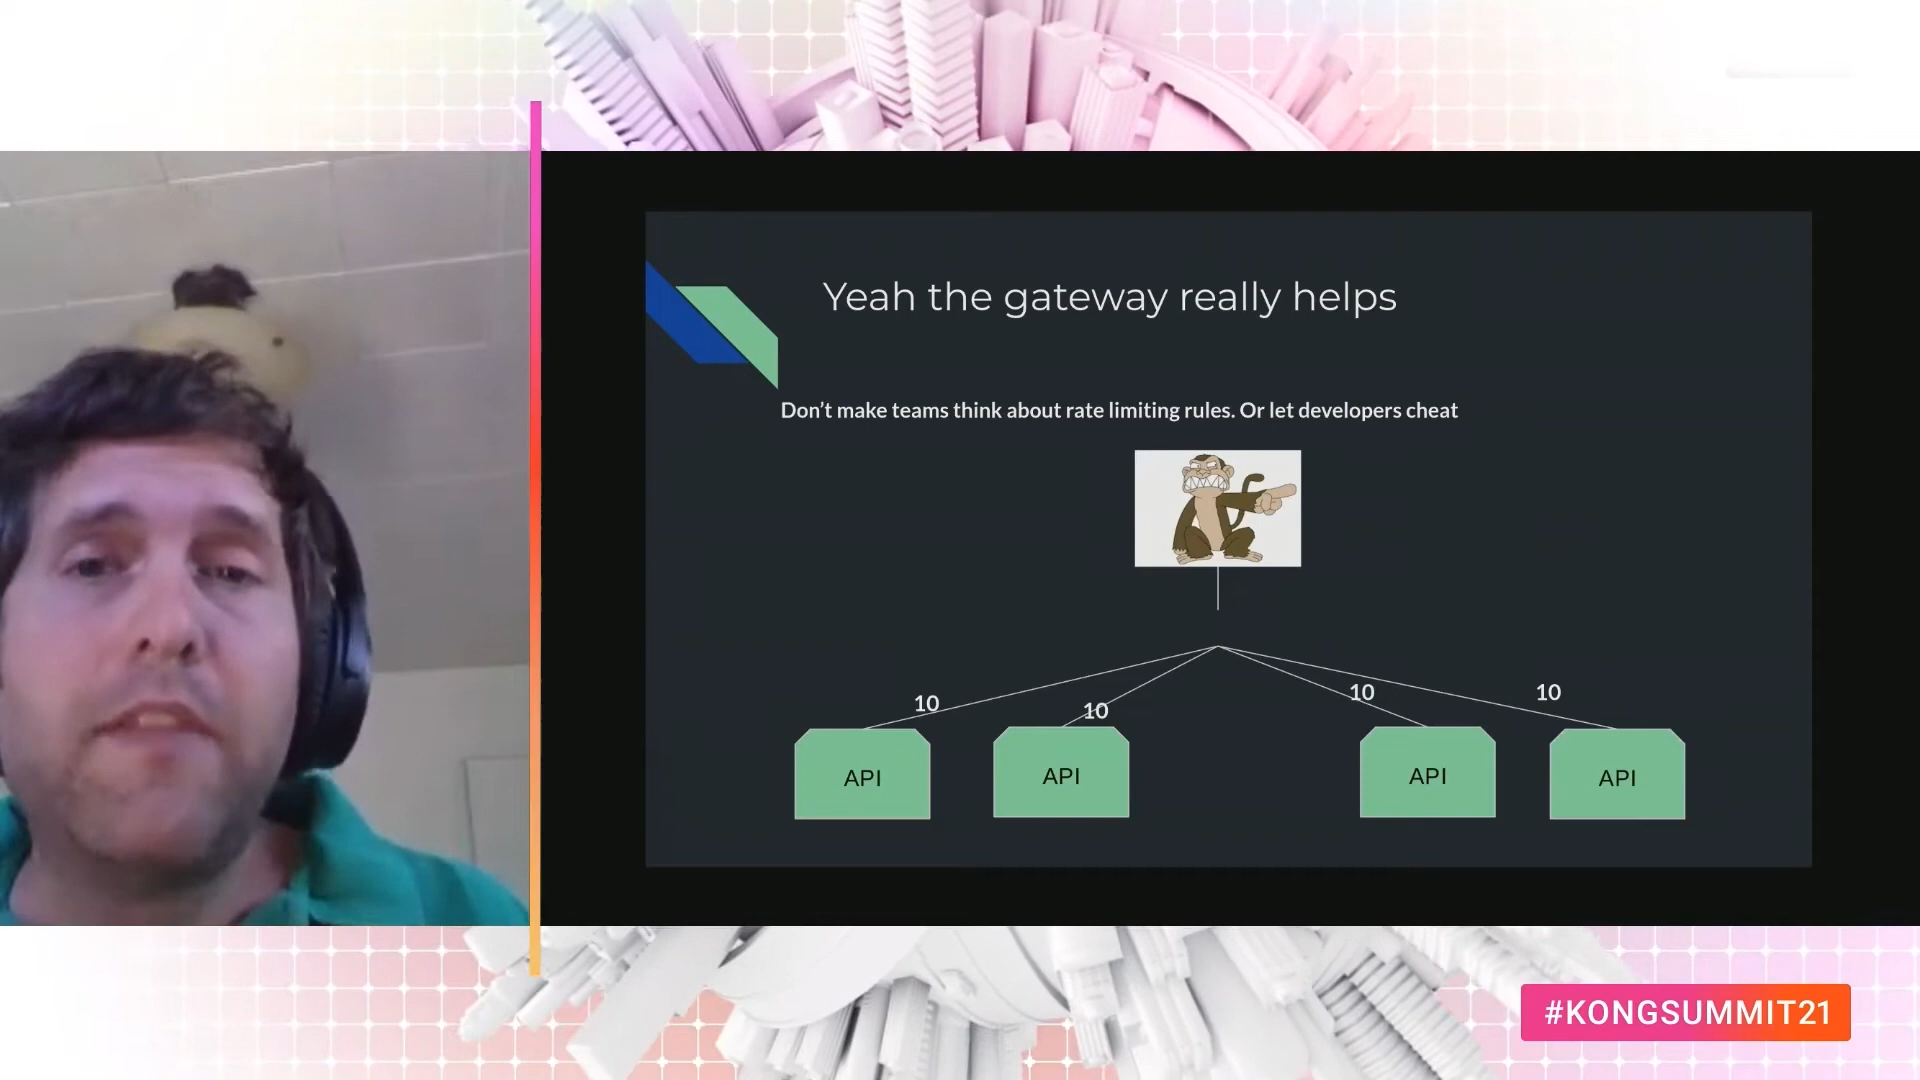 Yeah the gateway really helps
Don't make teams think about rate limiting rules. Or let developers cheat
10
10
10
10
API
API
API
API
#KONGSUMMIT21